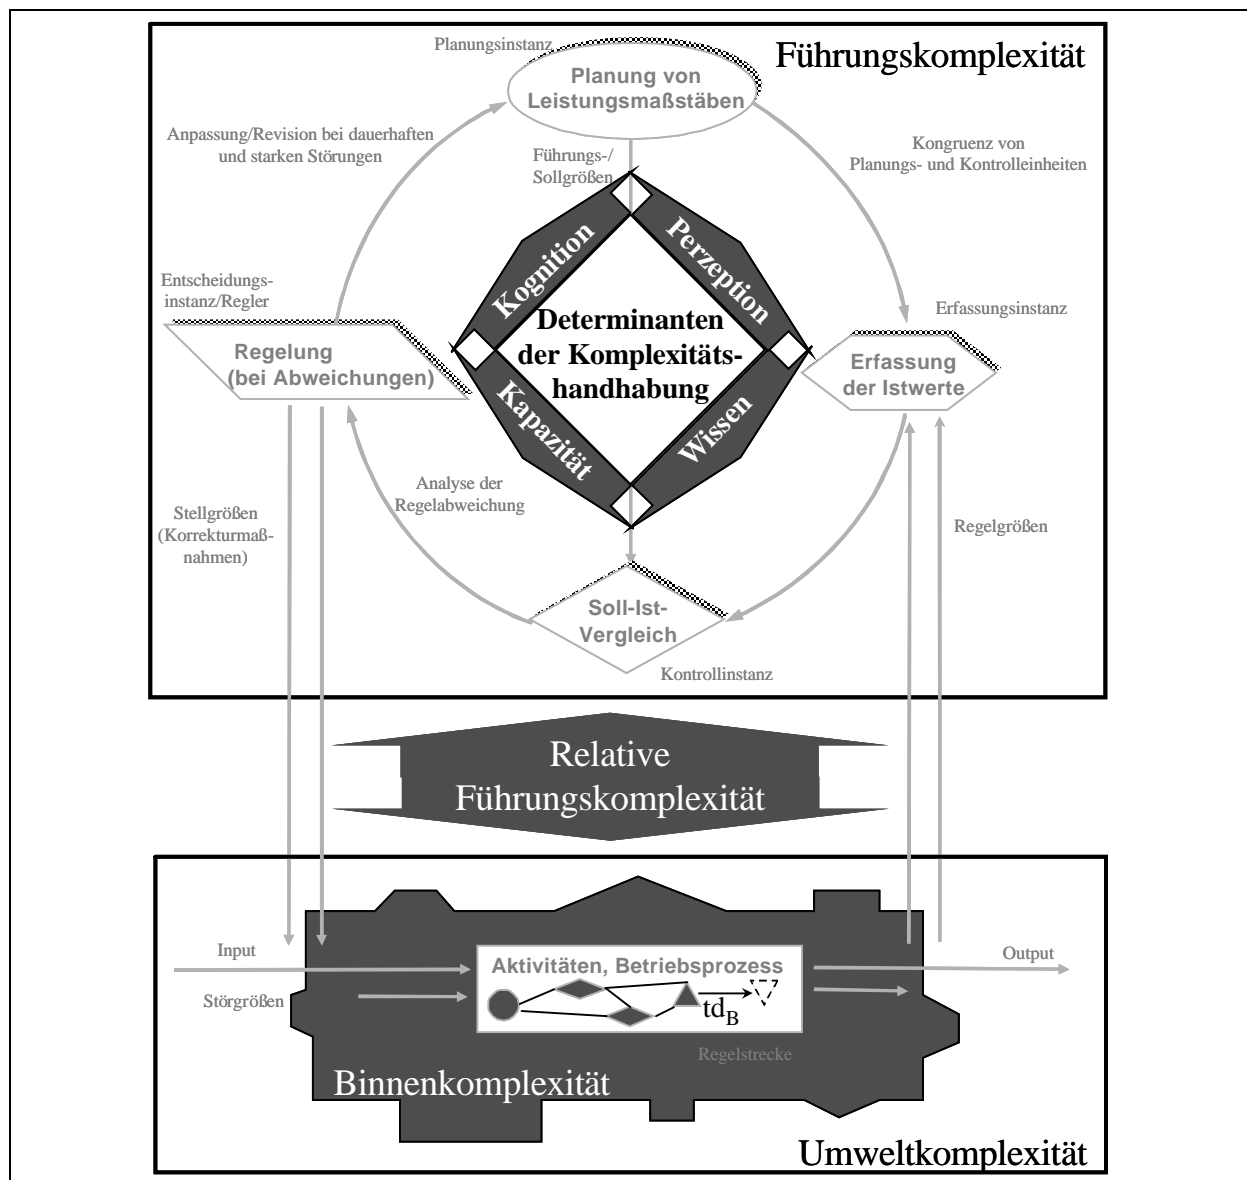 Führungskomplexität
Planungsinstanz
Planung von
Leistungsmaßstäben
Anpassung/Revision bei dauerhaften
und starken Störungen
Führungs-/
Sollgrößen
Kongruenz von
Planungs- und Kontrolleinheiten
Kognition
Perzeption
Entscheidungs-
instanz/Regler
Erfassungsinstanz
Regelung
(bei Abweichungen)
Determinanten
der Komplexitäts-
handhabung
Erfassung
der Istwerte
Kapazität
Wissen
Analyse der
Regelabweichung
Stellgrößen
(Korrekturmaß-
nahmen)
Regelgrößen
Soll-Ist-
Vergleich
Kontrollinstanz
Relative
Führungskomplexität
Input
Aktivitäten, Betriebsprozess
Output
Störgrößen
td_B
Regelstrecke
Binnenkomplexität
Umweltkomplexität